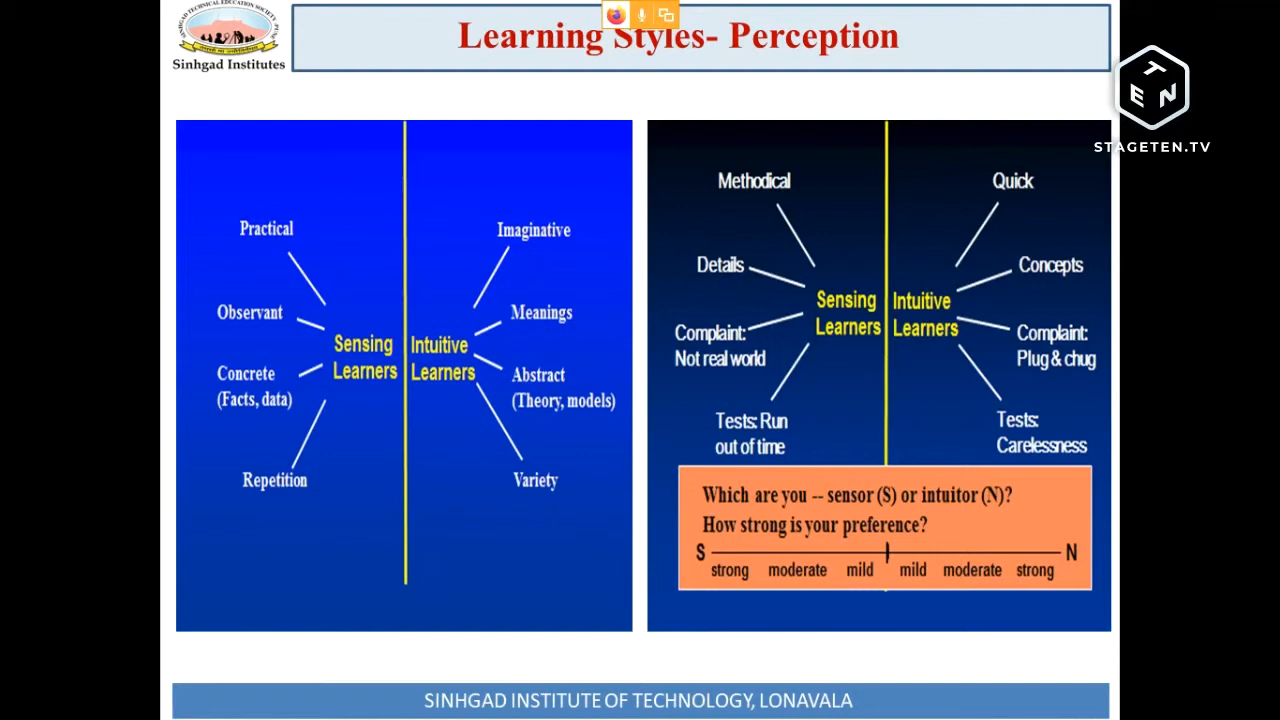 Learning Styles- Perception
Sinhgad Institutes
TEN
STAGETEN.TV
Practical
Observant
Concrete
(Facts, data)
Repetition
Sensing
Learners
Intuitive
Learners
Imaginative
Meanings
Abstract
(Theory, models)
Variety
Methodical
Details
Complaint:
Not real world
Tests: Run
out of time
Sensing
Learners
Intuitive
Learners
Quick
Concepts
Complaint:
Plug & chug
Tests:
Carelessness
Which are you -- sensor (S) or intuitor (N)?
How strong is your preference?
S N
strong moderate mild mild moderate strong
SINHGAD INSTITUTE OF TECHNOLOGY, LONAVALA